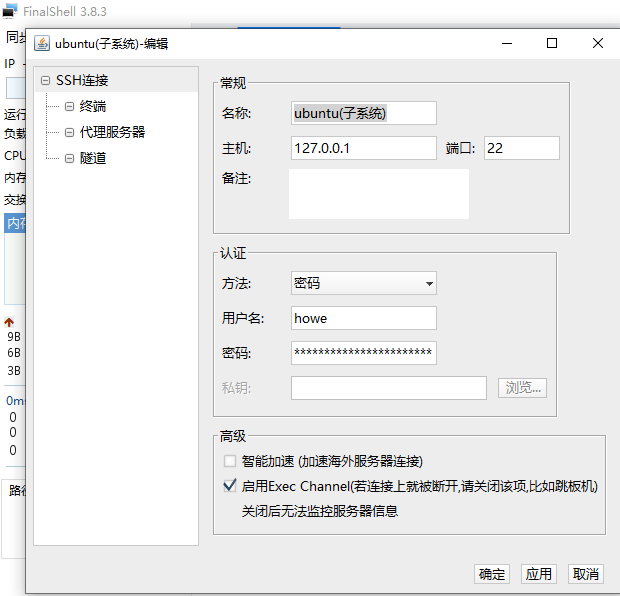 FinalShell 3.8.3
同步
IP -
运行
负载
CPU
内存
交换
内存
9B
6B
3B
0ms
0
0
0
路径
ubuntu(子系统)-编辑
SSH连接
终端
代理服务器
隧道
常规
名称: ubuntu(子系统)
主机: 127.0.0.1 端口: 22
备注:
认证
方法: 密码
用户名: howe
密码: ***********************
私钥: 浏览...
高级
智能加速 (加速海外服务器连接)
启用Exec Channel(若连接上就被断开,请关闭该项,比如跳板机)
关闭后无法监控服务器信息
确定 应用 取消